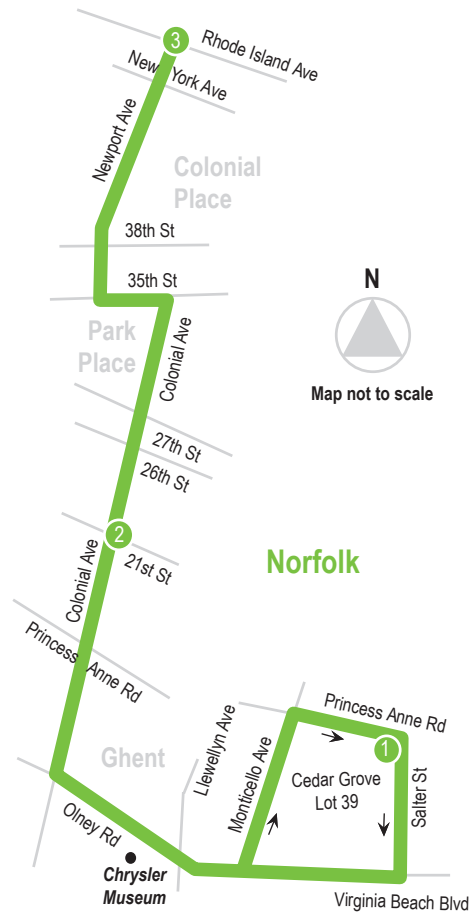 3
Rhode Island Ave
New York Ave
Newport Ave
Colonial
Place
38th St
35th St
N
Map not to scale
Park
Place
Colonial Ave
27th St
26th St
2
21st St
Colonial Ave
Norfolk
Princess Anne Rd
Ghent
Llewellyn Ave
Monticello Ave
Princess Anne Rd
1
Cedar Grove
Lot 39
Salter St
Olney Rd
Chrysler
Museum
Virginia Beach Blvd